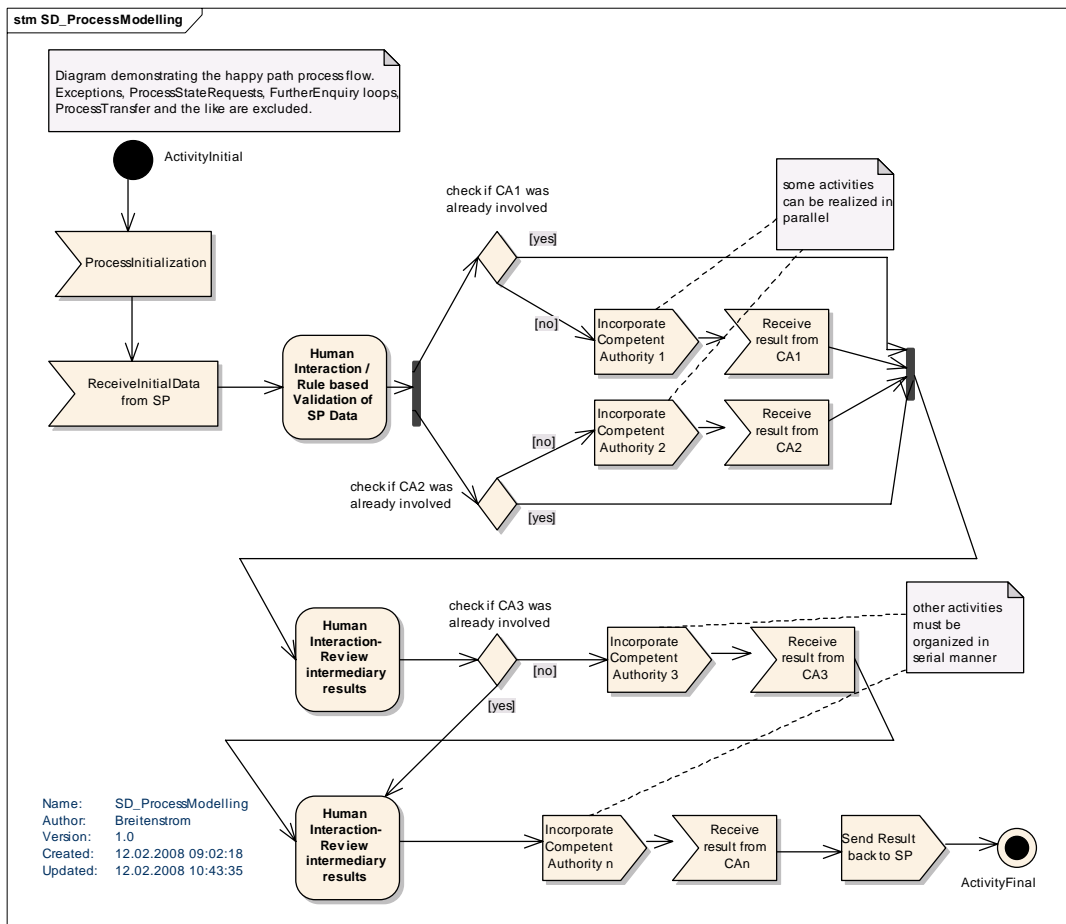 stm SD_ProcessModelling
Diagram demonstrating the happy path process flow.
Exceptions, ProcessStateRequests, FurtherEnquiry loops,
ProcessTransfer and the like are excluded.
ActivityInitial
ProcessInitialization
ReceiveInitialData
from SP
Human
Interaction /
Rule based
Validation of
SP Data
check if CA1 was
already involved
[yes]
[no]
some activities
can be realized in
parallel
Incorporate
Competent
Authority 1
Receive
result from
CA1
Incorporate
Competent
Authority 2
Receive
result from
CA2
[no]
check if CA2 was
already involved
[yes]
Human
Interaction-
Review
intermediary
results
check if CA3 was
already involved
[no]
[yes]
Incorporate
Competent
Authority 3
Receive
result from
CA3
other activities
must be
organized in
serial manner
Human
Interaction-
Review
intermediary
results
Incorporate
Competent
Authority n
Receive
result from
CAn
Send Result
back to SP
ActivityFinal
Name: SD_ProcessModelling
Author: Breitenstrom
Version: 1.0
Created: 12.02.2008 09:02:18
Updated: 12.02.2008 10:43:35